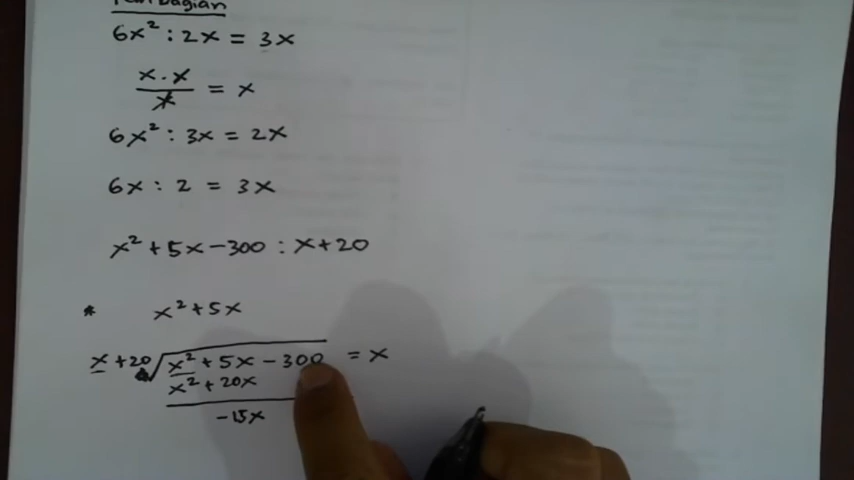 Pembagian
6x² : 2x = 3x
x . x / x = x
6x² : 3x = 2x
6x : 2 = 3x
x² + 5x - 300 : x + 20
* x² + 5x
x + 20 √ x² + 5x - 300 = x
x² + 20x
- 15x